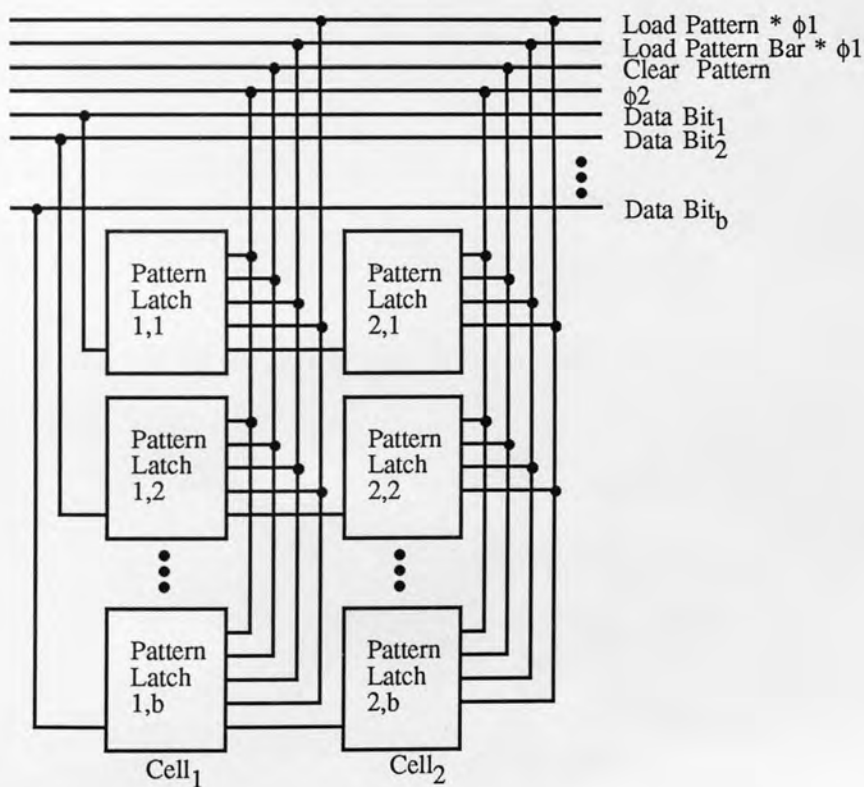 Load Pattern * ϕ1
Load Pattern Bar * ϕ1
Clear Pattern
ϕ2
Data Bit₁
Data Bit₂
Data Bit_b
Pattern
Latch
1,1
Pattern
Latch
2,1
Pattern
Latch
1,2
Pattern
Latch
2,2
Pattern
Latch
1,b
Pattern
Latch
2,b
Cell₁
Cell₂